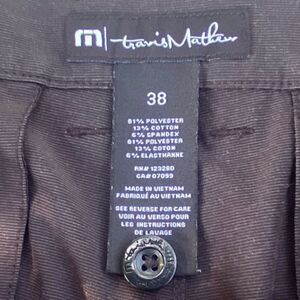 m travisMathew
38
81% POLYESTER
13% COTTON
6% SPANDEX
81% POLYESTER
13% COTON
6% ELASTHANNE
RN# 123280
CA# 07099
MADE IN VIETNAM
FABRIQUÉ AU VIETNAM
SEE REVERSE FOR CARE
VOIR AU VERSO POUR
LES INSTRUCTIONS
DE LAVAGE